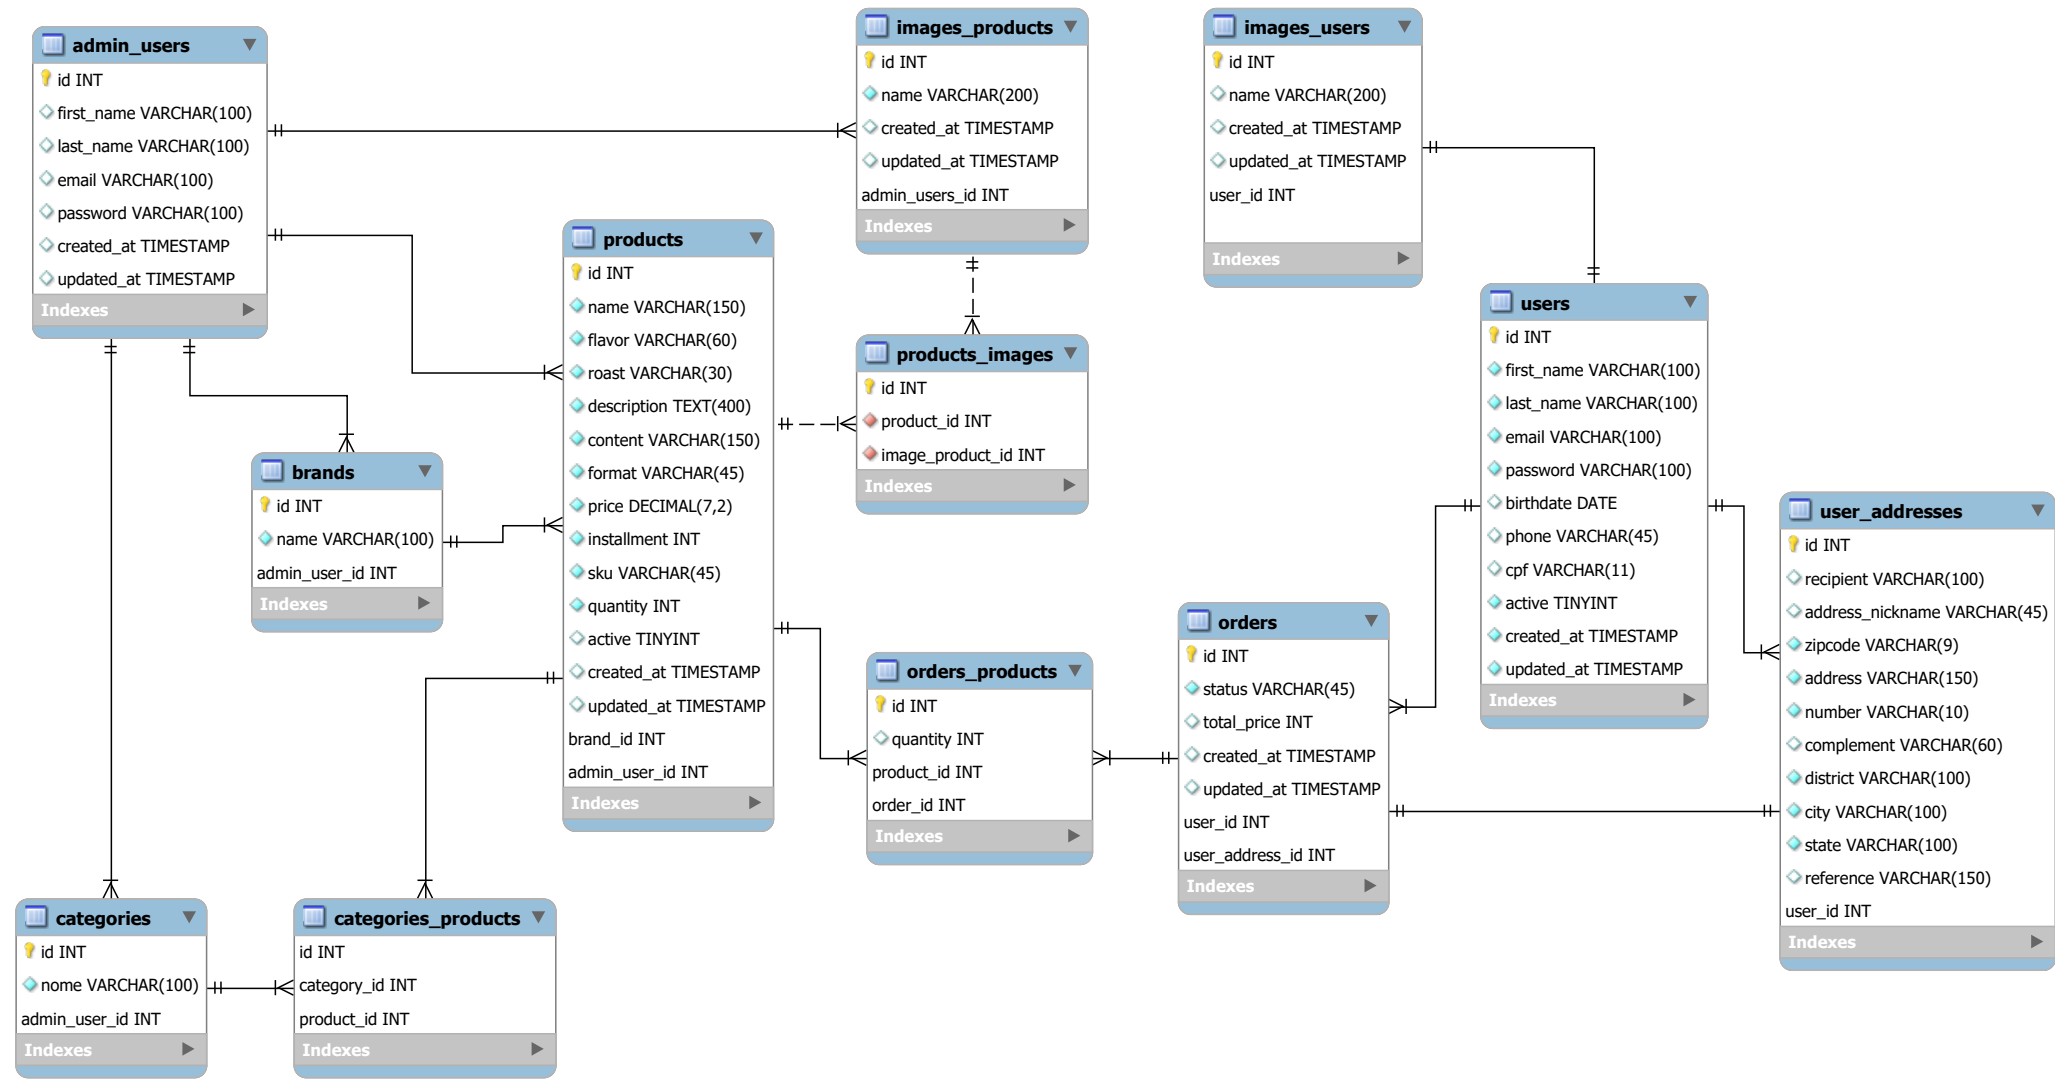 admin_users
id INT
first_name VARCHAR(100)
last_name VARCHAR(100)
email VARCHAR(100)
password VARCHAR(100)
created_at TIMESTAMP
updated_at TIMESTAMP
Indexes
images_products
id INT
name VARCHAR(200)
created_at TIMESTAMP
updated_at TIMESTAMP
admin_users_id INT
Indexes
images_users
id INT
name VARCHAR(200)
created_at TIMESTAMP
updated_at TIMESTAMP
user_id INT
Indexes
products
id INT
name VARCHAR(150)
flavor VARCHAR(60)
roast VARCHAR(30)
description TEXT(400)
content VARCHAR(150)
format VARCHAR(45)
price DECIMAL(7,2)
installment INT
sku VARCHAR(45)
quantity INT
active TINYINT
created_at TIMESTAMP
updated_at TIMESTAMP
brand_id INT
admin_user_id INT
Indexes
products_images
id INT
product_id INT
image_product_id INT
Indexes
users
id INT
first_name VARCHAR(100)
last_name VARCHAR(100)
email VARCHAR(100)
password VARCHAR(100)
birthdate DATE
phone VARCHAR(45)
cpf VARCHAR(11)
active TINYINT
created_at TIMESTAMP
updated_at TIMESTAMP
Indexes
brands
id INT
name VARCHAR(100)
admin_user_id INT
Indexes
user_addresses
id INT
recipient VARCHAR(100)
address_nickname VARCHAR(45)
zipcode VARCHAR(9)
address VARCHAR(150)
number VARCHAR(10)
complement VARCHAR(60)
district VARCHAR(100)
city VARCHAR(100)
state VARCHAR(100)
reference VARCHAR(150)
user_id INT
Indexes
orders
id INT
status VARCHAR(45)
total_price INT
created_at TIMESTAMP
updated_at TIMESTAMP
user_id INT
user_address_id INT
Indexes
orders_products
id INT
quantity INT
product_id INT
order_id INT
Indexes
categories
id INT
nome VARCHAR(100)
admin_user_id INT
Indexes
categories_products
id INT
category_id INT
product_id INT
Indexes